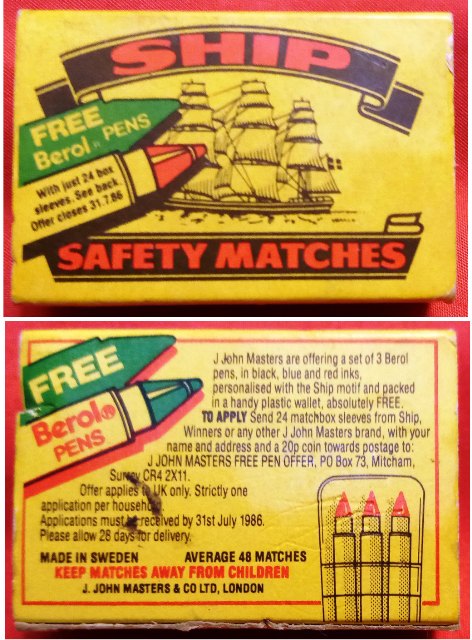 SHIP
FREE
Berol PENS
With just 24 box
sleeves. See back.
Offer closes 31.7.86
SAFETY MATCHES
FREE
Berol®
PENS
J John Masters are offering a set of 3 Berol
pens, in black, blue and red inks,
personalised with the Ship motif and packed
in a handy plastic wallet, absolutely FREE.
TO APPLY Send 24 matchbox sleeves from Ship,
Winners or any other J John Masters brand, with your
name and address and a 20p coin towards postage to:
J JOHN MASTERS FREE PEN OFFER, PO Box 73, Mitcham,
Surrey CR4 2X11.
Offer applies to UK only. Strictly one
application per household.
Applications must be received by 31st July 1986.
Please allow 28 days for delivery.
MADE IN SWEDEN AVERAGE 48 MATCHES
KEEP MATCHES AWAY FROM CHILDREN
J. JOHN MASTERS & CO LTD, LONDON